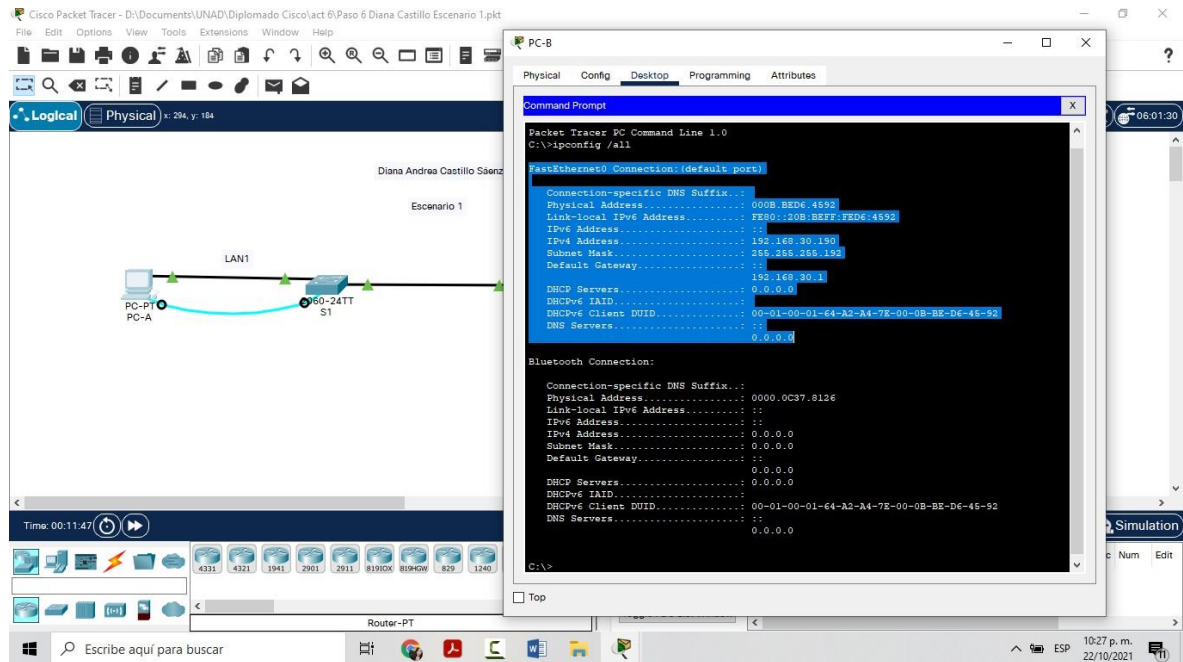 Cisco Packet Tracer - D:\Documents\UNAD\Diplomado Cisco\act 6\Paso 6 Diana Castillo Escenario 1.pkt
File Edit Options View Tools Extensions Window Help
?
Logical Physical x: 294, y: 184
06:01:30
Diana Andrea Castillo Sáenz
Escenario 1
LAN1
PC-PT
PC-A
60-24TT
S1
PC-B
Physical Config Desktop Programming Attributes
Command Prompt X
Packet Tracer PC Command Line 1.0
C:\>ipconfig /all
FastEthernet0 Connection:(default port)
Connection-specific DNS Suffix..:
Physical Address................: 000B.BED6.4592
Link-local IPv6 Address.........: FE80::20B:BEFF:FED6:4592
IPv6 Address....................: ::
IPv4 Address....................: 192.168.30.190
Subnet Mask.....................: 255.255.255.192
Default Gateway.................: ::
192.168.30.1
DHCP Servers....................: 0.0.0.0
DHCPv6 IAID.....................:
DHCPv6 Client DUID..............: 00-01-00-01-64-A2-A4-7E-00-0B-BE-D6-45-92
DNS Servers.....................: ::
0.0.0.0
Bluetooth Connection:
Connection-specific DNS Suffix..:
Physical Address................: 0000.0C37.8126
Link-local IPv6 Address.........: ::
IPv6 Address....................: ::
IPv4 Address....................: 0.0.0.0
Subnet Mask.....................: 0.0.0.0
Default Gateway.................: ::
0.0.0.0
DHCP Servers....................: 0.0.0.0
DHCPv6 IAID.....................:
DHCPv6 Client DUID..............: 00-01-00-01-64-A2-A4-7E-00-0B-BE-D6-45-92
DNS Servers.....................: ::
0.0.0.0
C:\>
Top
Time: 00:11:47
Simulation
4331 4321 1941 2901 2911 819IOX 819HGW 829 1240
Num Edit
Router-PT
Escribe aquí para buscar
ESP
10:27 p. m.
22/10/2021